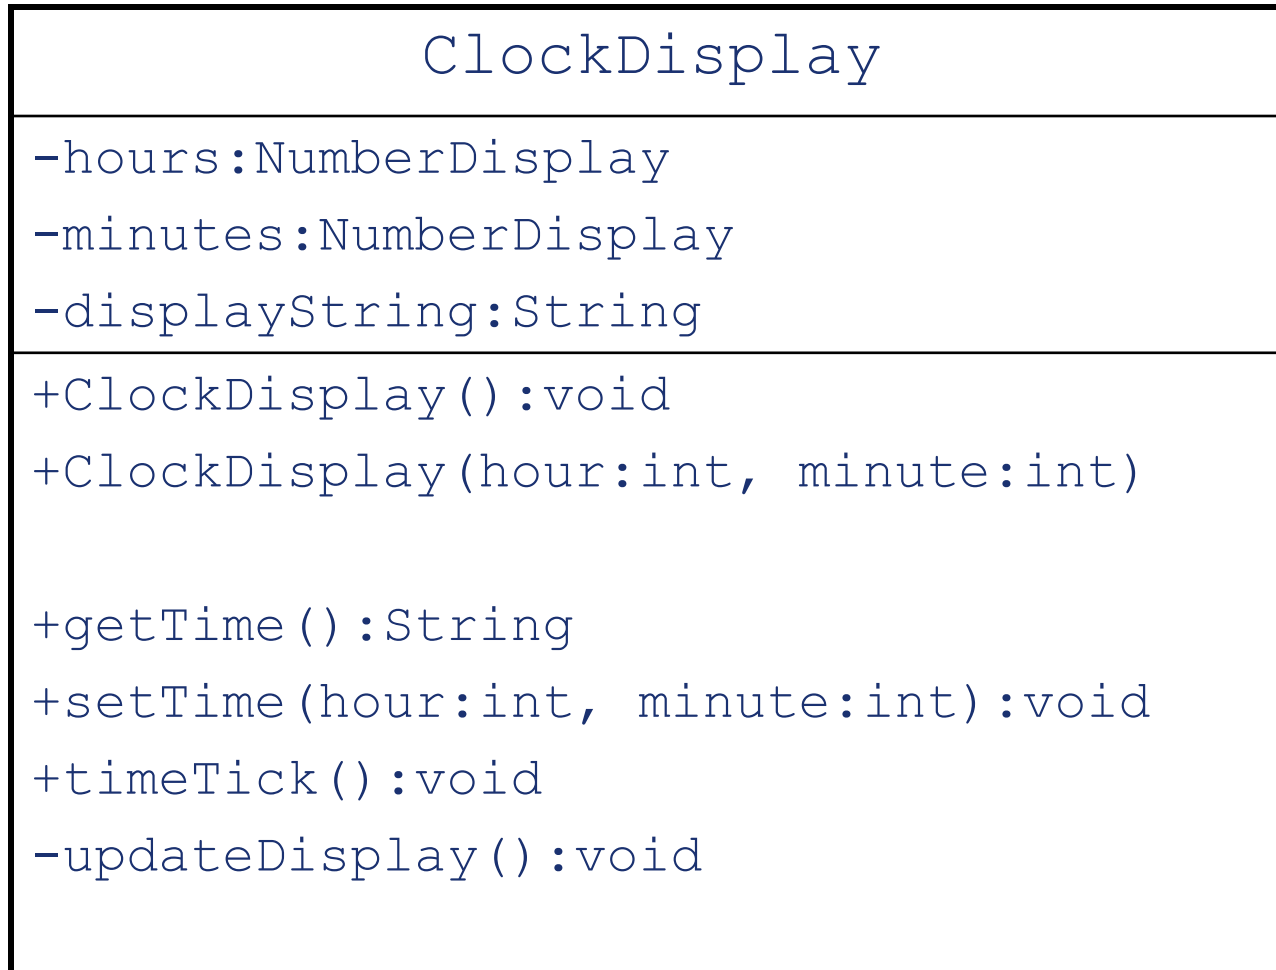 ClockDisplay
-hours:NumberDisplay
-minutes:NumberDisplay
-displayString:String
+ClockDisplay():void
+ClockDisplay(hour:int, minute:int)
+getTime():String
+setTime(hour:int, minute:int):void
+timeTick():void
-updateDisplay():void